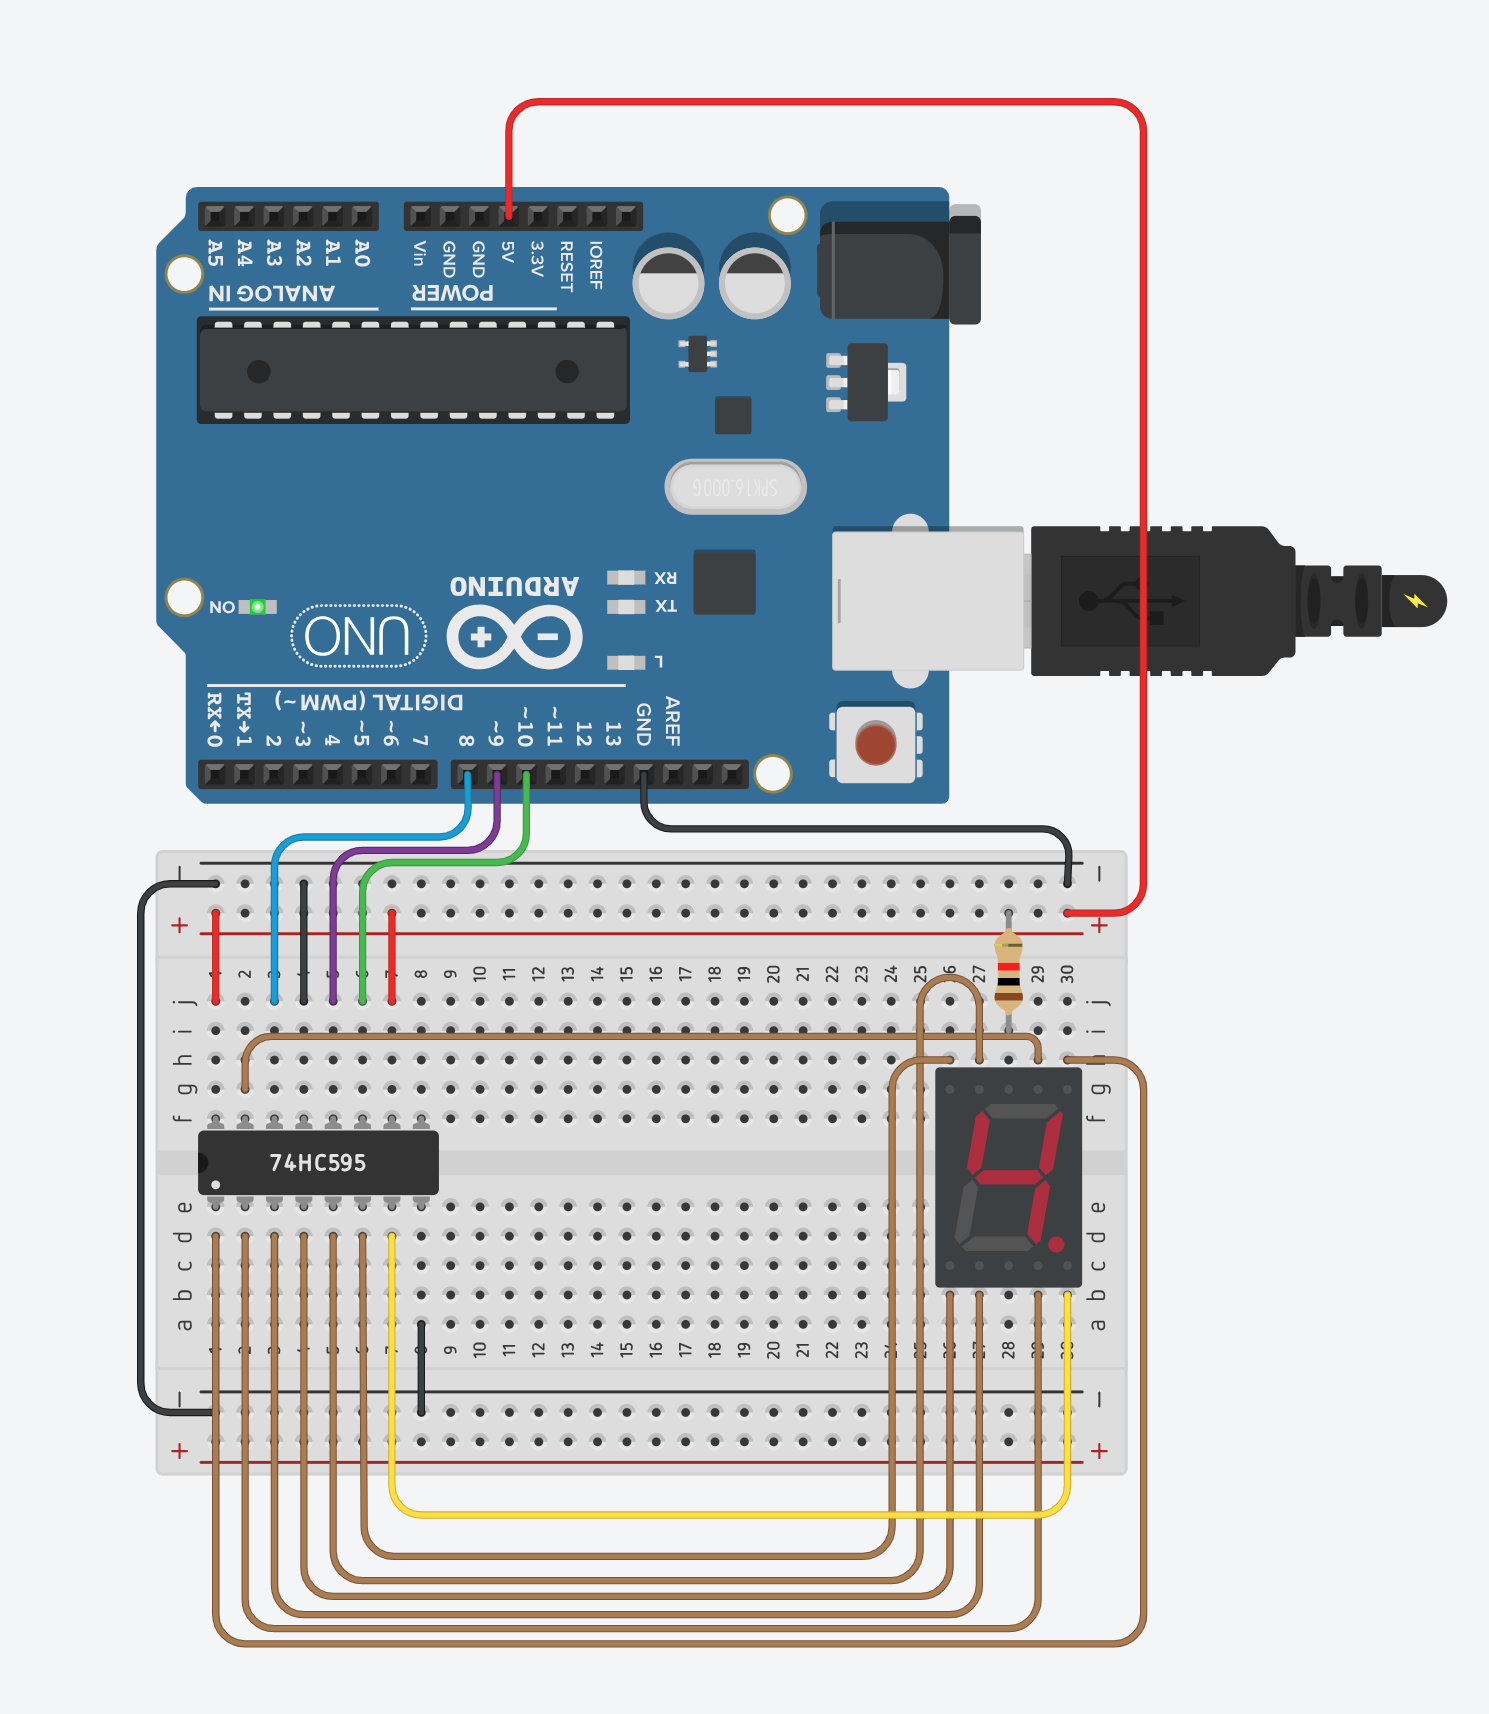 A5 A4 A3 A2 A1 A0
Vin GND GND 5V 3.3V RESET IOREF
ANALOG IN
POWER
SPK16.000G
ARDUINO
RX
TX
ON
UNO
L
DIGITAL (PWM ~)
RX←0 TX→1 2 ~3 4 ~5 ~6 7 8 ~9 ~10 ~11 12 13 GND AREF
− −
+ +
1 2 3 4 5 6 7 8 9 10 11 12 13 14 15 16 17 18 19 20 21 22 23 24 25 26 27 29 30
j j
i i
h h
g g
f f
74HC595
e e
d d
c c
b b
a a
1 2 3 4 5 6 7 8 9 10 11 12 13 14 15 16 17 18 19 20 21 22 23 24 25 26 27 28 29 30
− −
+ +